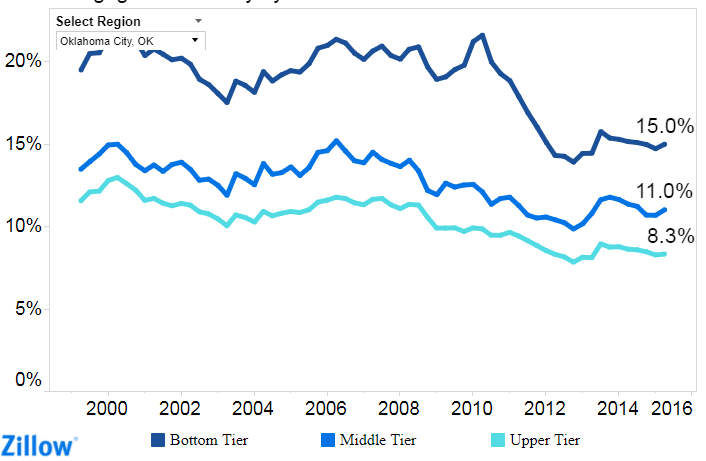 Select Region
Oklahoma City, OK
20%
15%
10%
5%
0%
15.0%
11.0%
8.3%
2000 2002 2004 2006 2008 2010 2012 2014 2016
Zillow
Bottom Tier Middle Tier Upper Tier